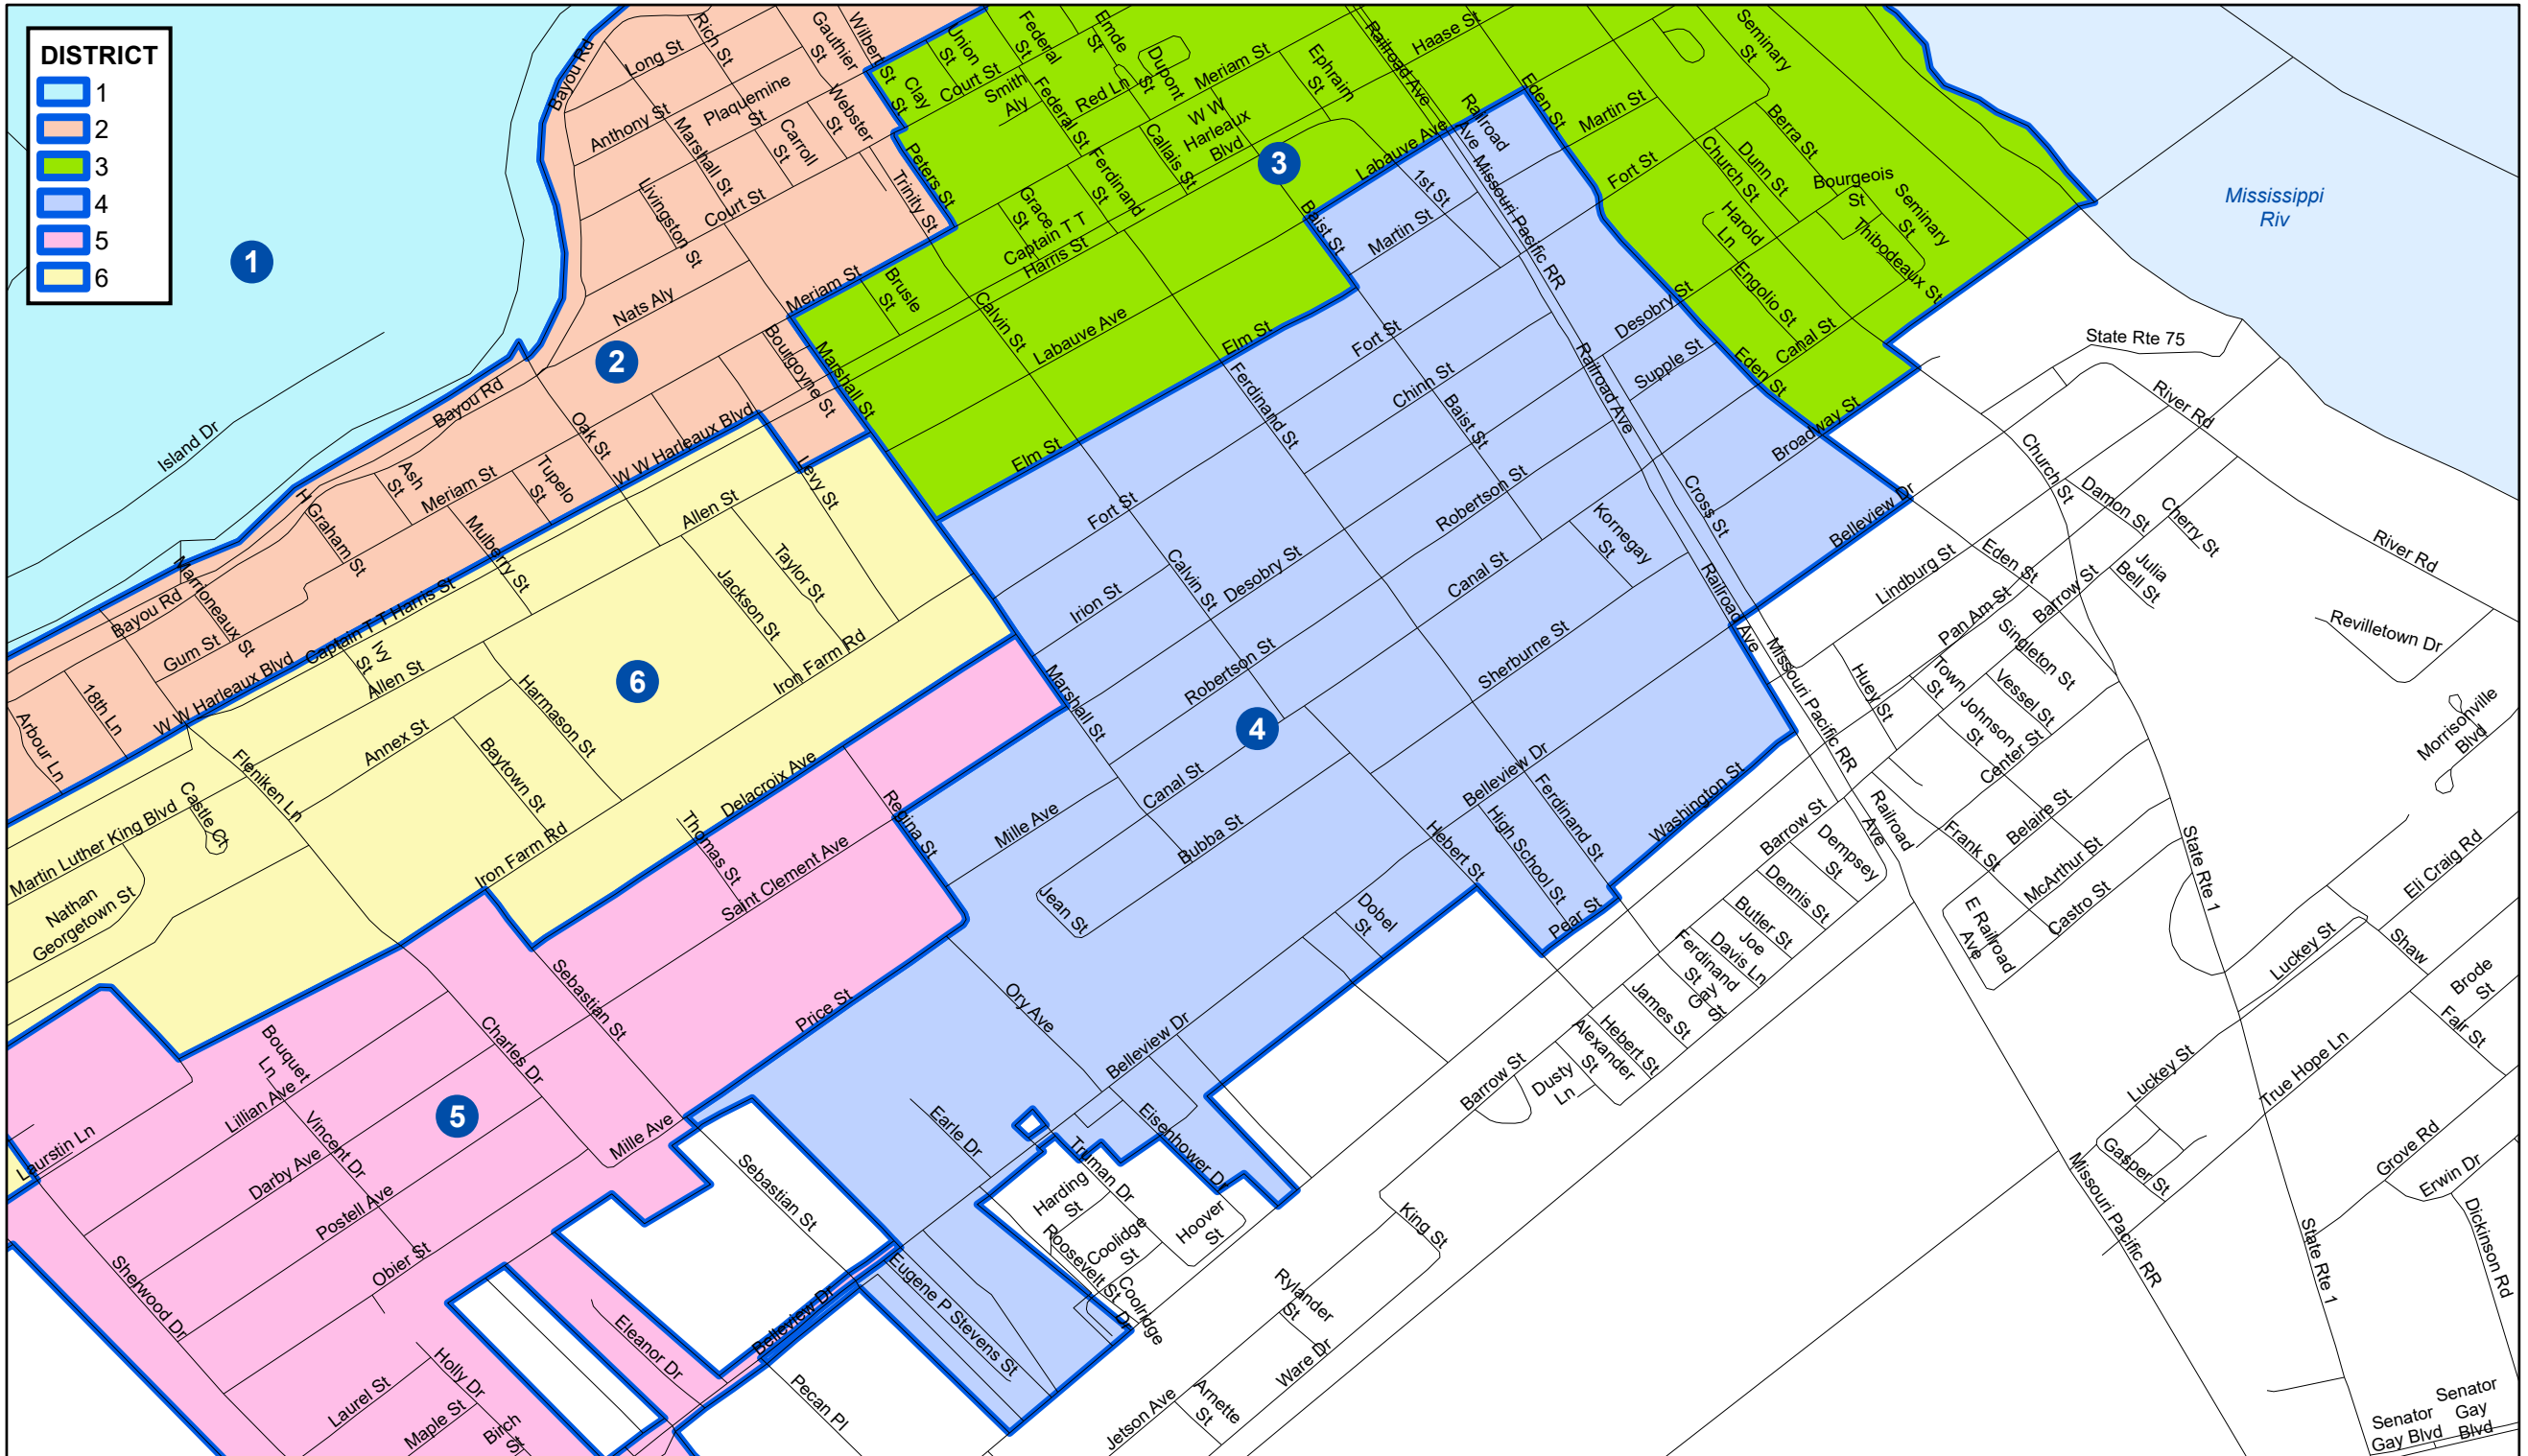 DISTRICT
1
2
3
4
5
6
1
2
3
4
5
6
Mississippi
Riv
Bayou Rd
Long St
Rich St
Gauthier
St
Wilbert St
Union
St
Federal
St
Emde
St
Dupont
St
Meriam St
Ephraim
St
Railroad Ave
Haase St
Seminary
St
Clay
St
Court St
Smith
Aly
Red Ln
Federal St
Anthony St
Plaquemine
St
Webster
St
Carroll
St
Marshall St
Livingston
St
Court St
Peters St
Trinity St
Callais St
W W
Harleaux
Blvd
Ferdinand
St
Grace
St
Captain T T
Harris St
Labauve Ave
Railroad
Ave
Missouri Pacific RR
Eden St
Martin St
Fort St
Church St
Dunn St
Berra St
Bourgeois
St
Seminary
St
Thibodeaux St
Harold
Ln
Engolio St
Canal St
Baist St
1st St
Martin St
Nats Aly
Meriam St
Brusle
St
Calvin St
Labauve Ave
Elm St
Bourgoyne St
Marshall St
Fort St
Desobry St
Supple St
Eden St
Broadway St
State Rte 75
River Rd
Island Dr
Bayou Rd
Oak St
W W Harleaux Blvd
Levy St
Elm St
Ferdinand St
Chinn St
Baist St
Railroad Ave
Cross St
Belleview Dr
Church St
Damon St
Cherry St
River Rd
Ash
St
Meriam St
Tupelo
St
H
Graham St
Mulberry St
Allen St
Taylor St
Jackson St
Fort St
Calvin St
Irion St
Desobry St
Robertson St
Canal St
Kornegay
St
Railroad Ave
Lindburg St
Eden St
Pan Am St
Barrow St
Julia
Bell St
Singleton St
Revilletown Dr
Marrioneaux St
Bayou Rd
Gum St
Captain T T Harris St
Ivy
St
Allen St
W W Harleaux Blvd
18th Ln
Arbour Ln
Iron Farm Rd
Marshall St
Robertson St
Sherburne St
Missouri Pacific RR
Huey St
Town
St
Johnson
St
Vessel St
Center St
Morrisonville
Blvd
Harmason St
Annex St
Baytown St
Fleniken Ln
Castle Ct
Martin Luther King Blvd
Nathan
Georgetown St
Iron Farm Rd
Delacroix Ave
Regina St
Thomas St
Saint Clement Ave
Mille Ave
Canal St
Bubba St
Jean St
Belleview Dr
Hebert St
High School St
Ferdinand St
Washington St
Pear St
Dobel
St
Barrow St
Dempsey
St
Dennis St
Butler St
Joe
Davis Ln
Ferdinand
St
Gay
St
James St
Hebert St
Alexander
St
Dusty
Ln
Barrow St
Railroad
Ave
Frank St
Belaire St
McArthur St
Castro St
E Railroad
Ave
State Rte 1
Eli Craig Rd
Luckey St
Shaw
Brode
St
Fair St
True Hope Ln
Luckey St
Gasper St
Grove Rd
Erwin Dr
Dickinson Rd
Missouri Pacific RR
State Rte 1
Senator
Gay Blvd
Senator
Gay
Blvd
Sebastian St
Price St
Charles Dr
Bouquet
Ln
Lillian Ave
Vincent Dr
Laurstin Ln
Darby Ave
Postell Ave
Mille Ave
Obier St
Sherwood Dr
Sebastian St
Ory Ave
Belleview Dr
Earle Dr
Eisenhower Dr
Truman Dr
Harding
St
Coolidge
St
Hoover
St
Roosevelt St
Coolridge
Dr
Eugene P Stevens St
Belleview Dr
Eleanor Dr
Holly Dr
Laurel St
Maple St
Birch
St
Pecan Pl
King St
Rylander
St
Ware Dr
Arnette
St
Jetson Ave